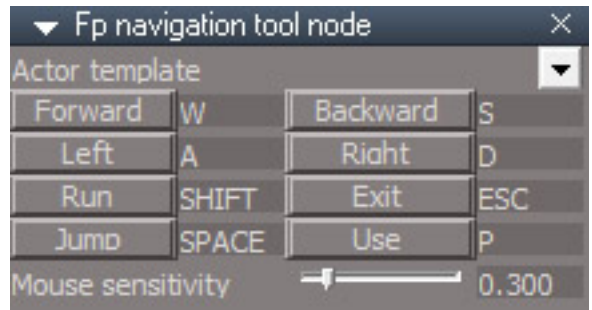 Fp navigation tool node
Actor template
Forward W Backward S
Left A Right D
Run SHIFT Exit ESC
Jump SPACE Use P
Mouse sensitivity 0.300